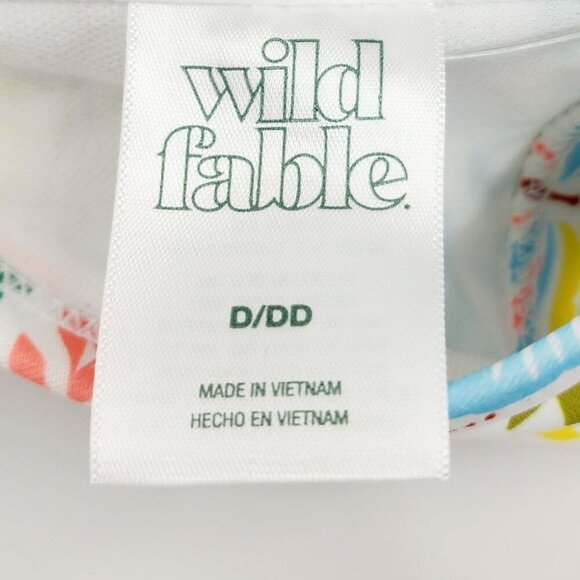 wild
fable.
D/DD
MADE IN VIETNAM
HECHO EN VIETNAM